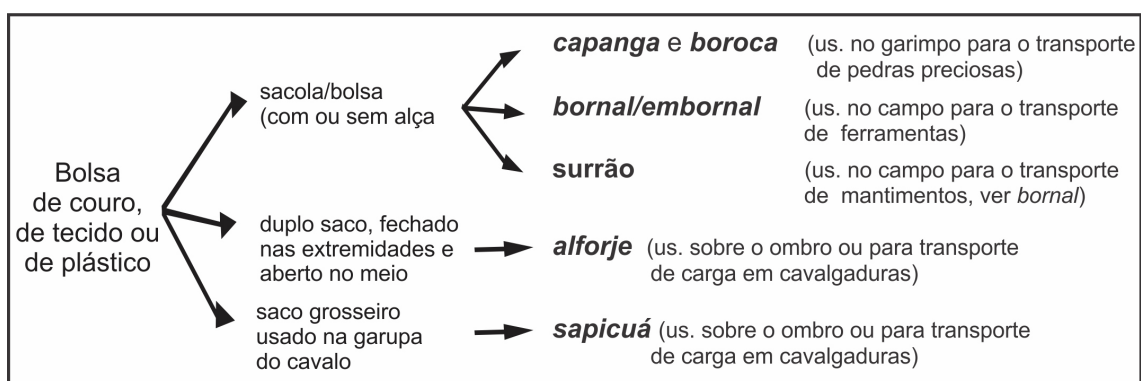 Bolsa
de couro,
de tecido ou
de plástico
sacola/bolsa
(com ou sem alça
capanga e boroca (us. no garimpo para o transporte
de pedras preciosas)
bornal/embornal (us. no campo para o transporte
de ferramentas)
surrão (us. no campo para o transporte
de mantimentos, ver bornal)
duplo saco, fechado
nas extremidades e
aberto no meio
alforje (us. sobre o ombro ou para transporte
de carga em cavalgaduras)
saco grosseiro
usado na garupa
do cavalo
sapicuá (us. sobre o ombro ou para transporte
de carga em cavalgaduras)